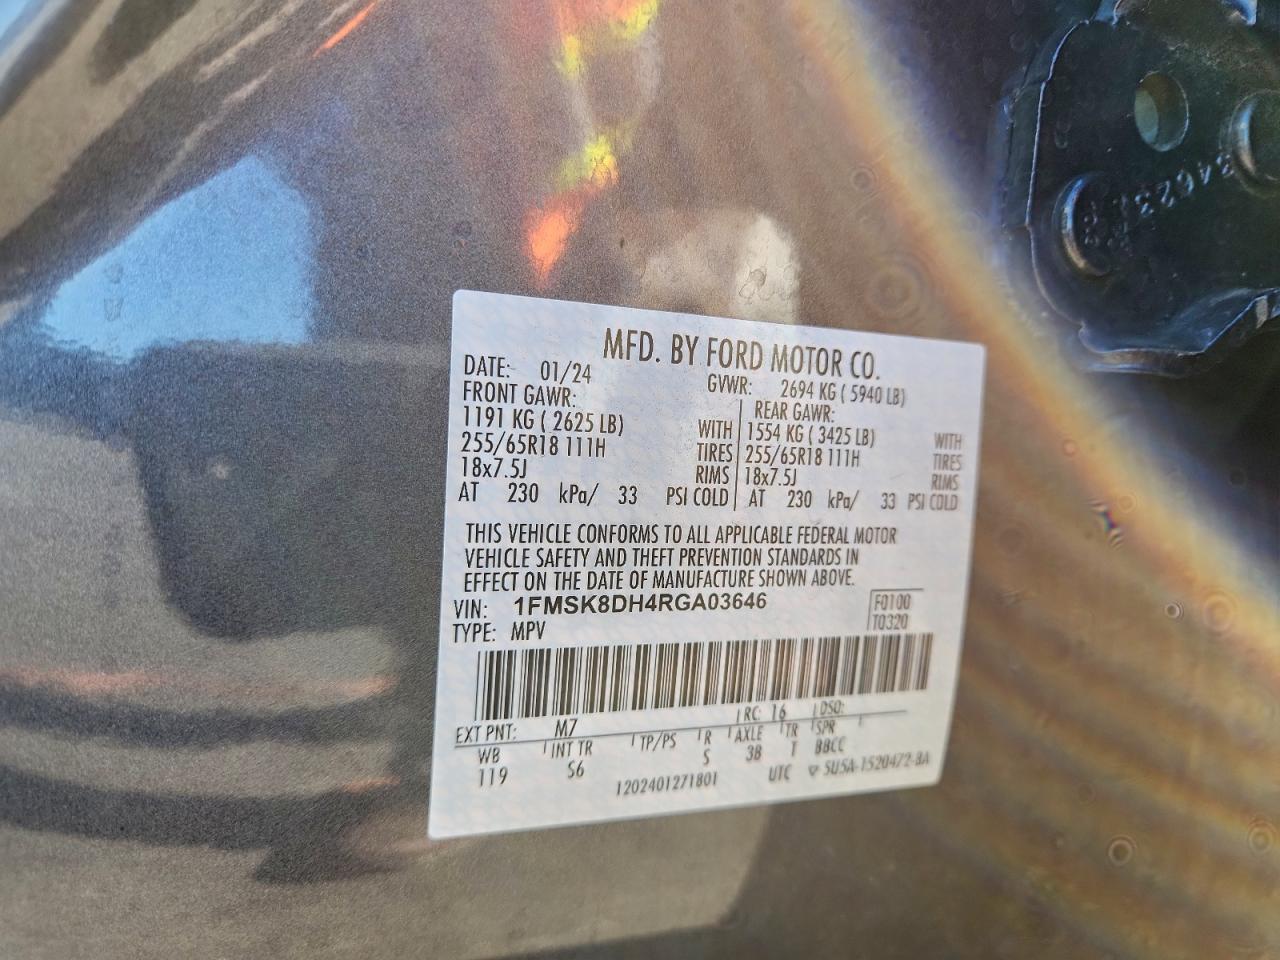 MFD. BY FORD MOTOR CO.
DATE: 01/24 GVWR: 2694 KG ( 5940 LB)
FRONT GAWR: REAR GAWR:
1191 KG ( 2625 LB) WITH 1554 KG ( 3425 LB) WITH
255/65R18 111H TIRES 255/65R18 111H TIRES
18x7.5J RIMS 18x7.5J RIMS
AT 230 kPa/ 33 PSI COLD AT 230 kPa/ 33 PSI COLD
THIS VEHICLE CONFORMS TO ALL APPLICABLE FEDERAL MOTOR
VEHICLE SAFETY AND THEFT PREVENTION STANDARDS IN
EFFECT ON THE DATE OF MANUFACTURE SHOWN ABOVE.
VIN: 1FMSK8DH4RGA03646 F0100
TYPE: MPV T0320
EXT PNT: M7 RC: 16 DSO:
WB INT TR TP/PS R AXLE TR SPR
119 S6 S 3B T BBCC
1202401271801 UTC 5U5A-1520472-BA